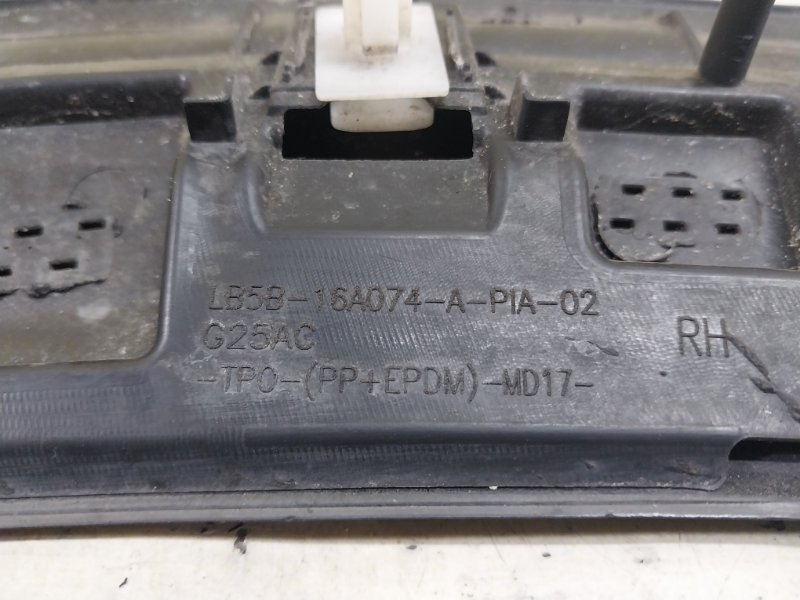 LB5B-16A074-A-PIA-02
G25AC
RH
-TPO-(PP+EPDM)-MD17-